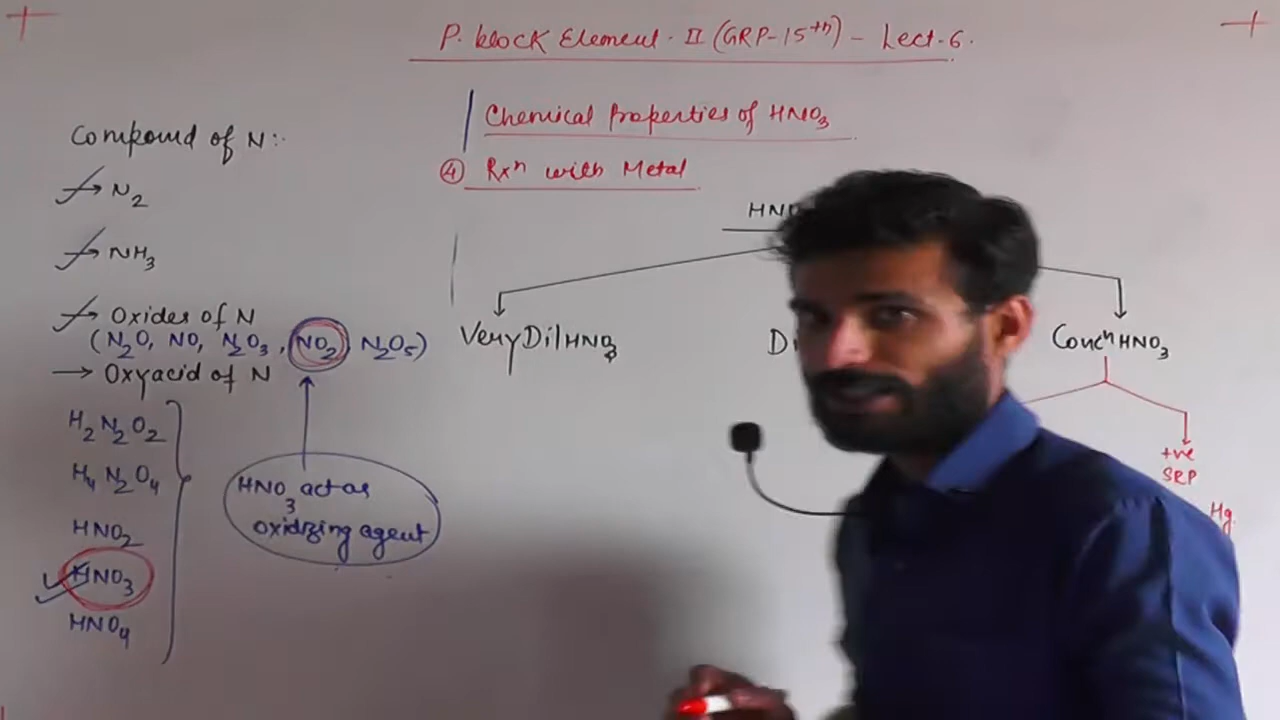 P. block Element. II (GRP-15th) - Lect. 6.
Chemical Properties of HNO3
④ Rxn with Metal
Compound of N:-
→ N2
→ NH3
→ Oxides of N
(N2O, NO, N2O3, NO2, N2O5)
→ Oxyacid of N
H2N2O2
H4N2O4
HNO2
HNO3
HNO4
HNO3 act as
oxidizing agent
Very Dil HNO3
Concn HNO3
+ve
SRP
Hg